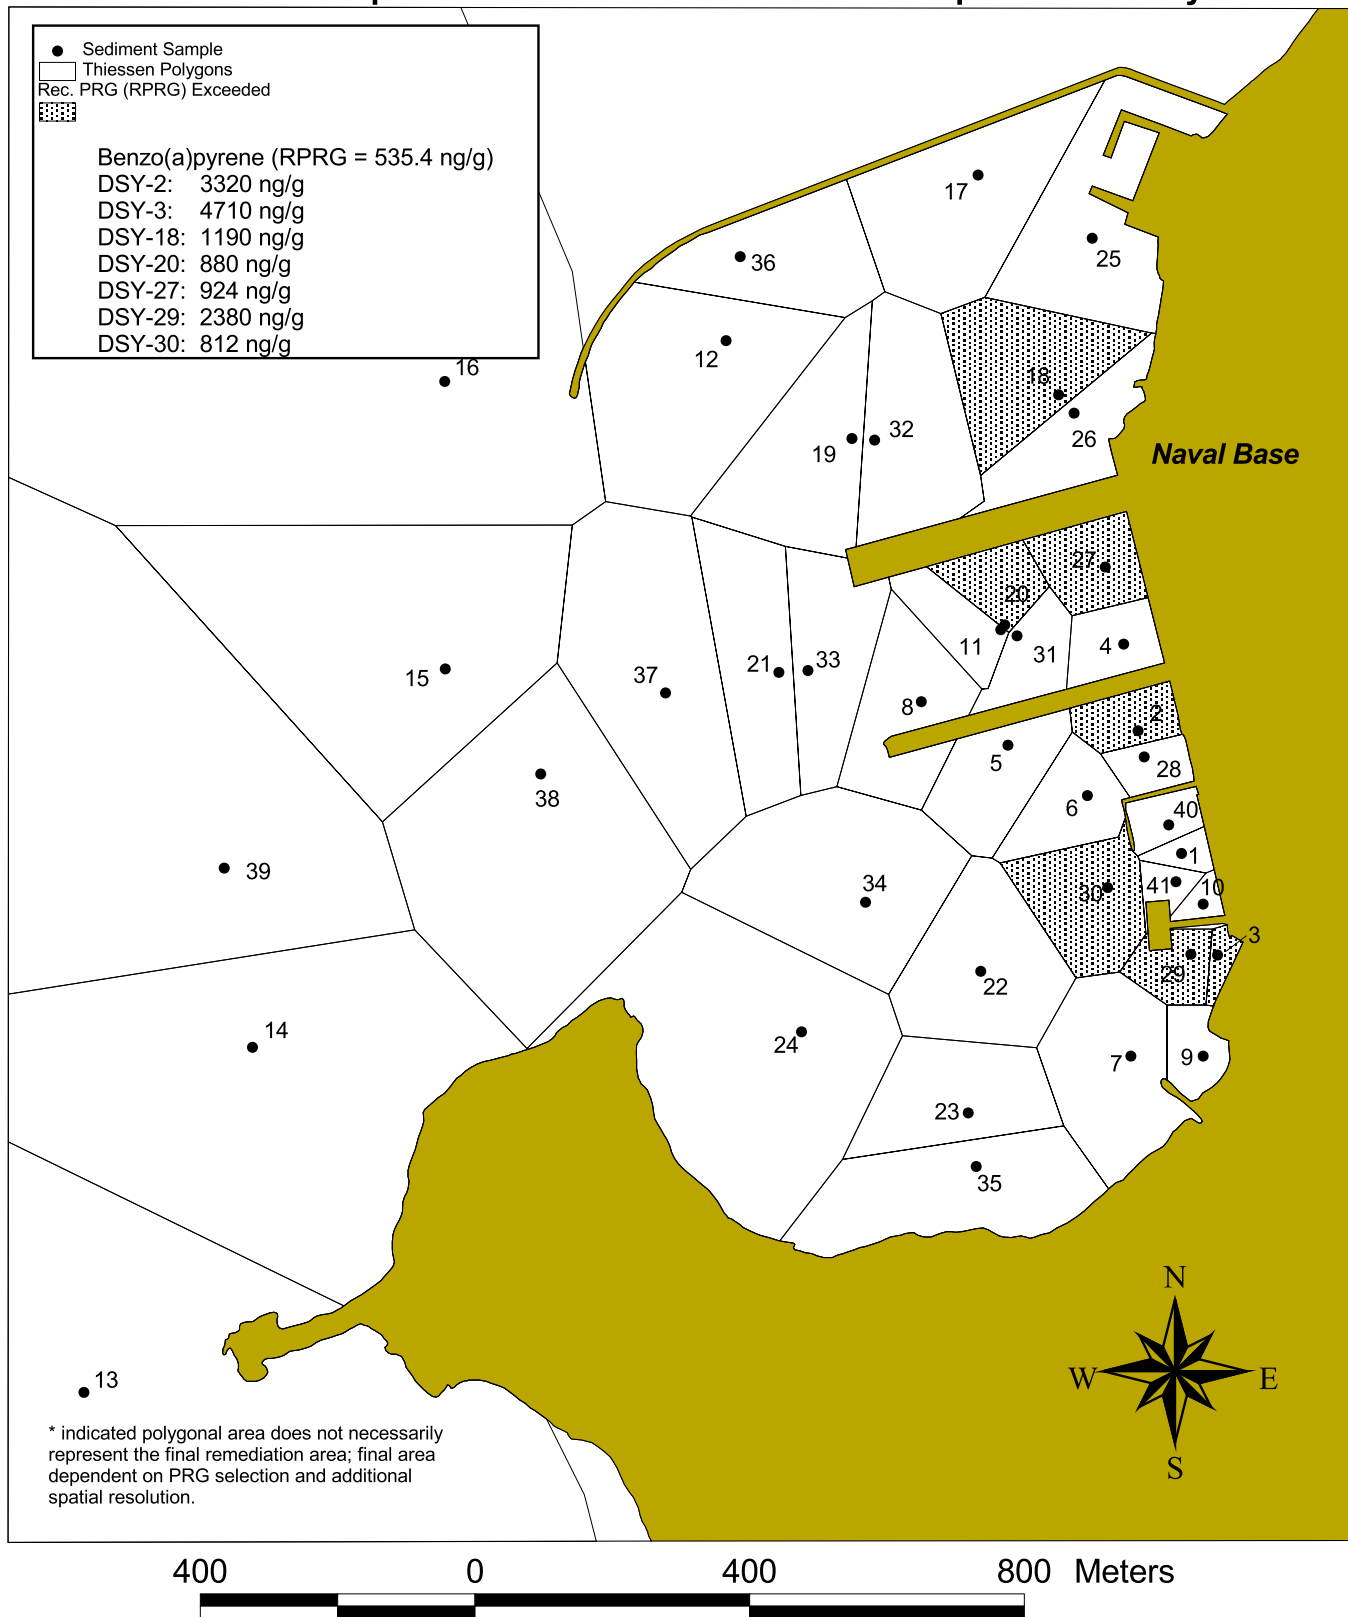 Sediment Sample
Thiessen Polygons
Rec. PRG (RPRG) Exceeded
Benzo(a)pyrene (RPRG = 535.4 ng/g)
DSY-2: 3320 ng/g
DSY-3: 4710 ng/g
DSY-18: 1190 ng/g
DSY-20: 880 ng/g
DSY-27: 924 ng/g
DSY-29: 2380 ng/g
DSY-30: 812 ng/g
17
25
36
12
16
18
26
19
32
Naval Base
27
20
11
31
4
15
37
21
33
8
2
5
28
38
6
40
1
39
34
30
41
10
3
29
22
14
24
7
9
23
35
13
N
W
E
S
* indicated polygonal area does not necessarily
represent the final remediation area; final area
dependent on PRG selection and additional
spatial resolution.
400 0 400 800 Meters